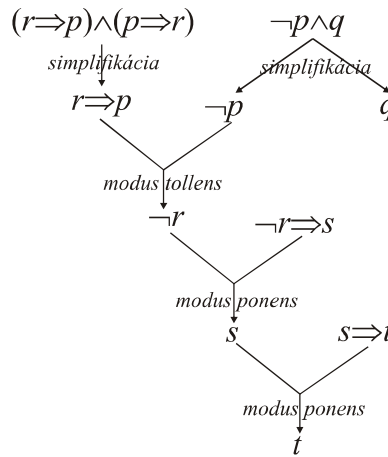 (r⇒p)∧(p⇒r) ¬p∧q
simplifikácia simplifikácia
r⇒p ¬p q
modus tollens
¬r ¬r⇒s
modus ponens
s s⇒t
modus ponens
t